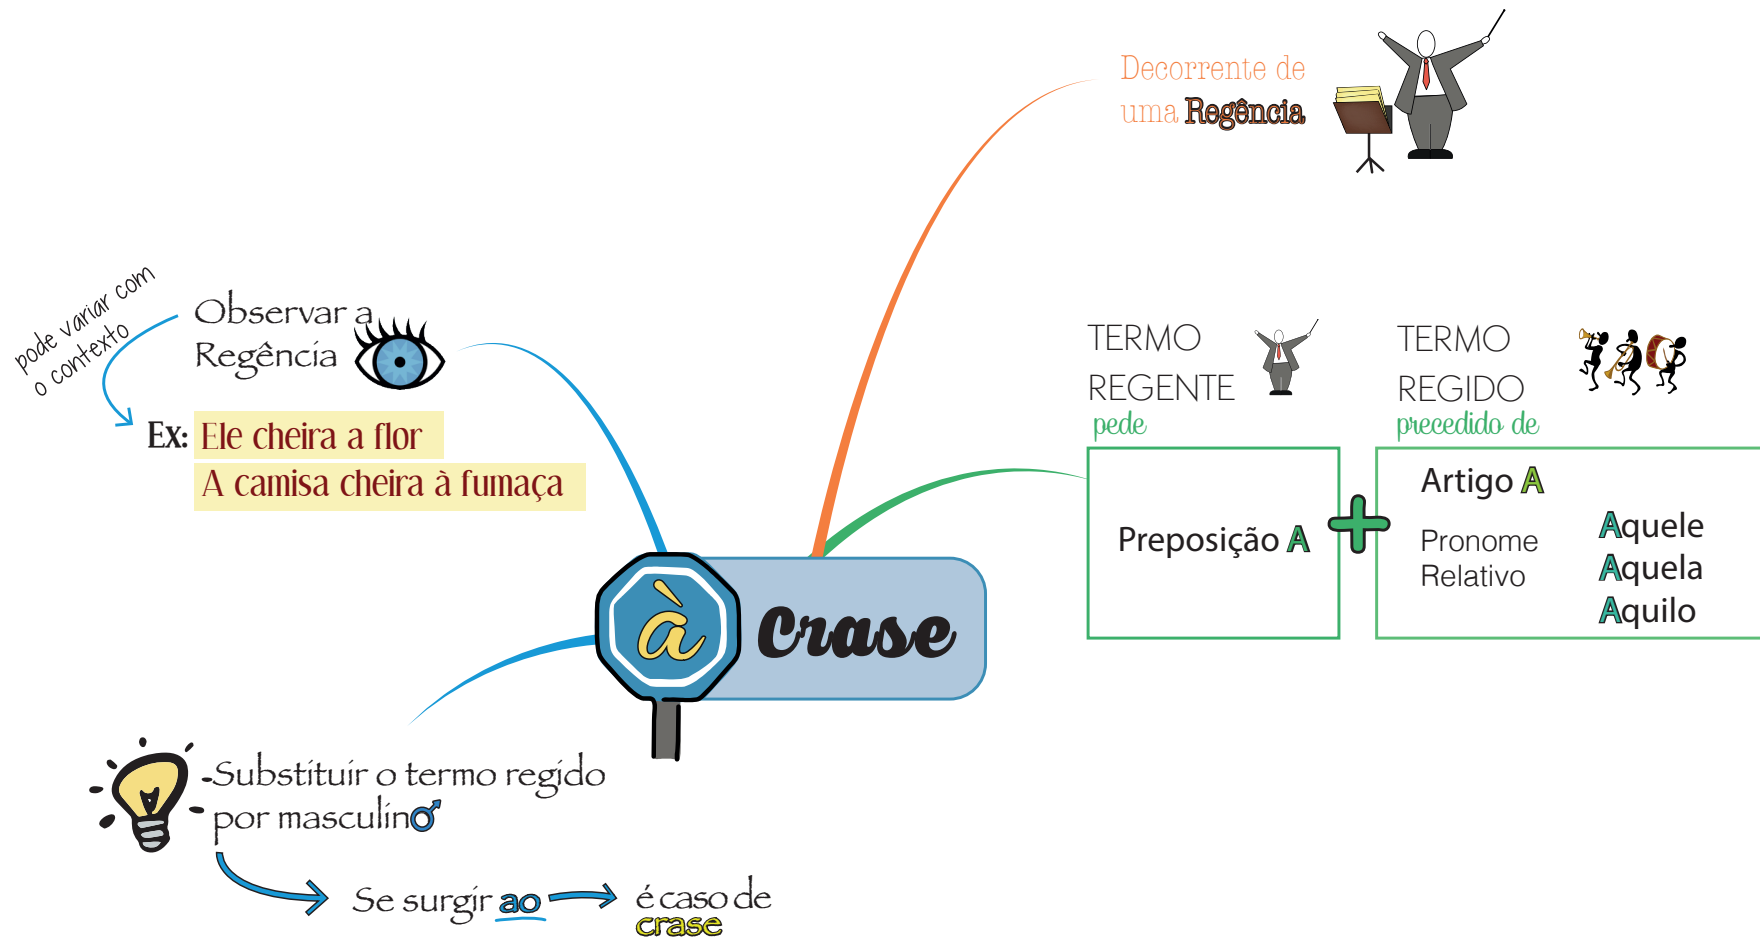 Decorrente de
uma Regência
pode variar com
o contexto
Observar a
Regência
Ex: Ele cheira a flor
A camisa cheira à fumaça
TERMO
REGENTE
pede
Preposição A
TERMO
REGIDO
precedido de
Artigo A
Pronome
Relativo
Aquele
Aquela
Aquilo
à Crase
-Substituir o termo regido
por masculino
Se surgir ao
é caso de
crase